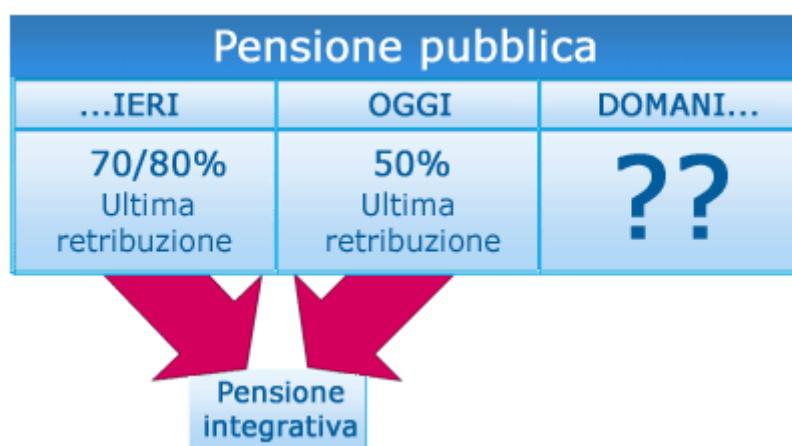 Pensione pubblica
...IERI
OGGI
DOMANI...
70/80%
Ultima
retribuzione
50%
Ultima
retribuzione
??
Pensione
integrativa